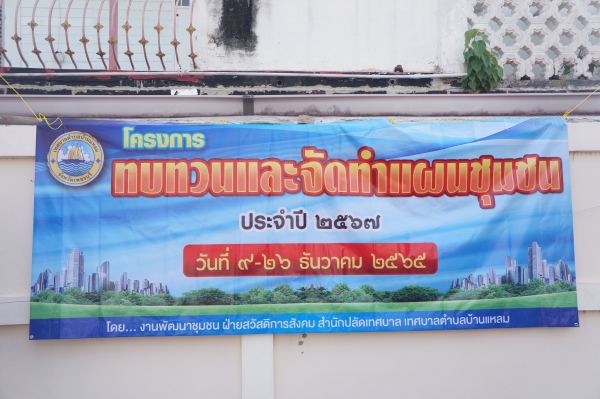 โครงการ
ทบทวนและจัดทำแผนชุมชน
ประจำปี ๒๕๖๗
วันที่ ๙-๒๖ ธันวาคม ๒๕๖๕
โดย... งานพัฒนาชุมชน ฝ่ายสวัสดิการสังคม สำนักปลัดเทศบาล เทศบาลตำบลบ้านแหลม